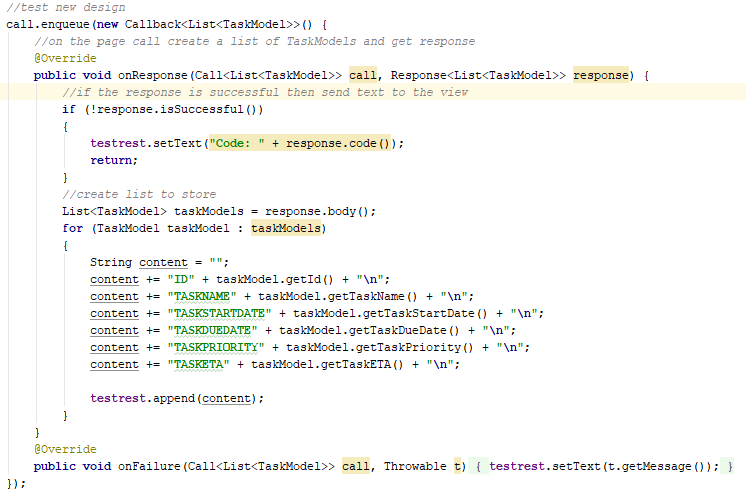 //test new design
call.enqueue(new Callback<List<TaskModel>>() {
//on the page call create a list of TaskModels and get response
@Override
public void onResponse(Call<List<TaskModel>> call, Response<List<TaskModel>> response) {
//if the response is successful then send text to the view
if (!response.isSuccessful())
{
testrest.setText("Code: " + response.code());
return;
}
//create list to store
List<TaskModel> taskModels = response.body();
for (TaskModel taskModel : taskModels)
{
String content = "";
content += "ID" + taskModel.getId() + "\n";
content += "TASKNAME" + taskModel.getTaskName() + "\n";
content += "TASKSTARTDATE" + taskModel.getTaskStartDate() + "\n";
content += "TASKDUEDATE" + taskModel.getTaskDueDate() + "\n";
content += "TASKPRIORITY" + taskModel.getTaskPriority() + "\n";
content += "TASKETA" + taskModel.getTaskETA() + "\n";
testrest.append(content);
}
}
@Override
public void onFailure(Call<List<TaskModel>> call, Throwable t) { testrest.setText(t.getMessage()); }
});